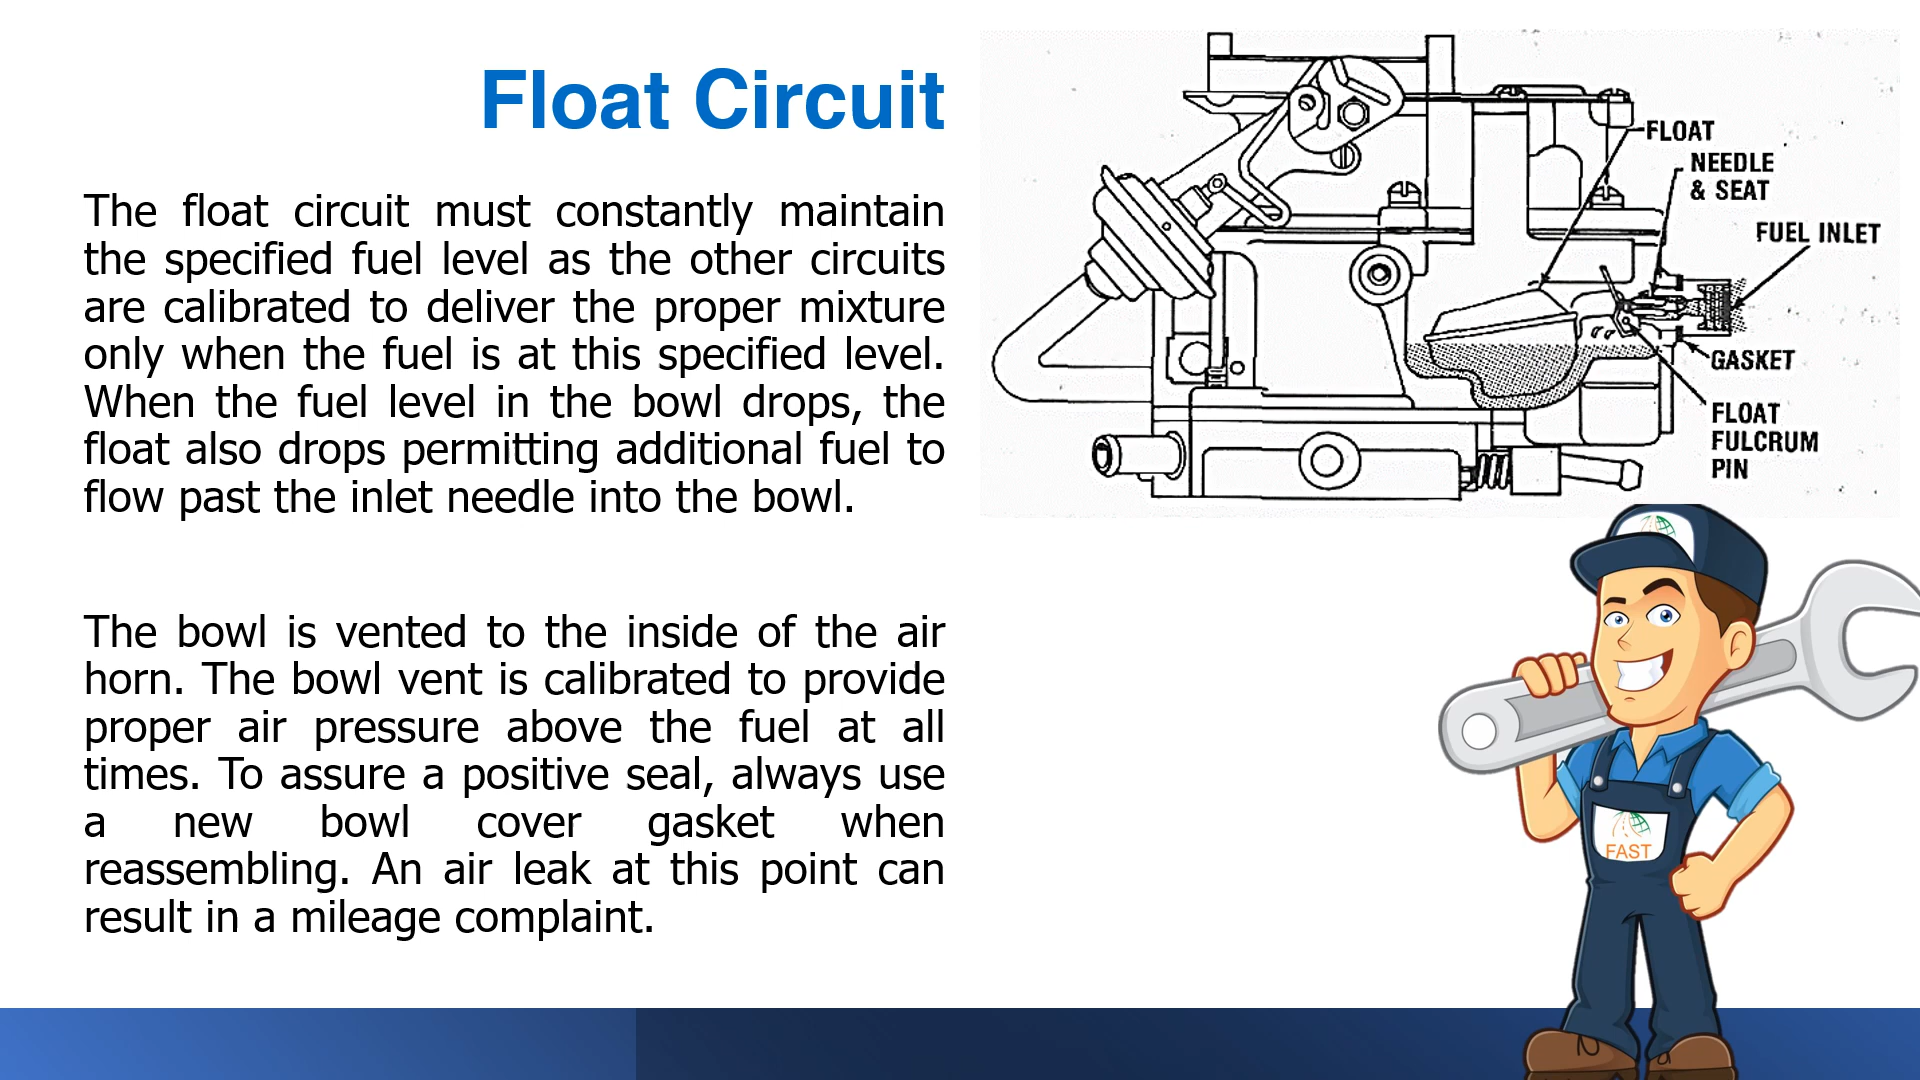 Float Circuit
The float circuit must constantly maintain
the specified fuel level as the other circuits
are calibrated to deliver the proper mixture
only when the fuel is at this specified level.
When the fuel level in the bowl drops, the
float also drops permitting additional fuel to
flow past the inlet needle into the bowl.
The bowl is vented to the inside of the air
horn. The bowl vent is calibrated to provide
proper air pressure above the fuel at all
times. To assure a positive seal, always use
a new bowl cover gasket when
reassembling. An air leak at this point can
result in a mileage complaint.
FLOAT
NEEDLE
& SEAT
FUEL INLET
GASKET
FLOAT
FULCRUM
PIN
FAST